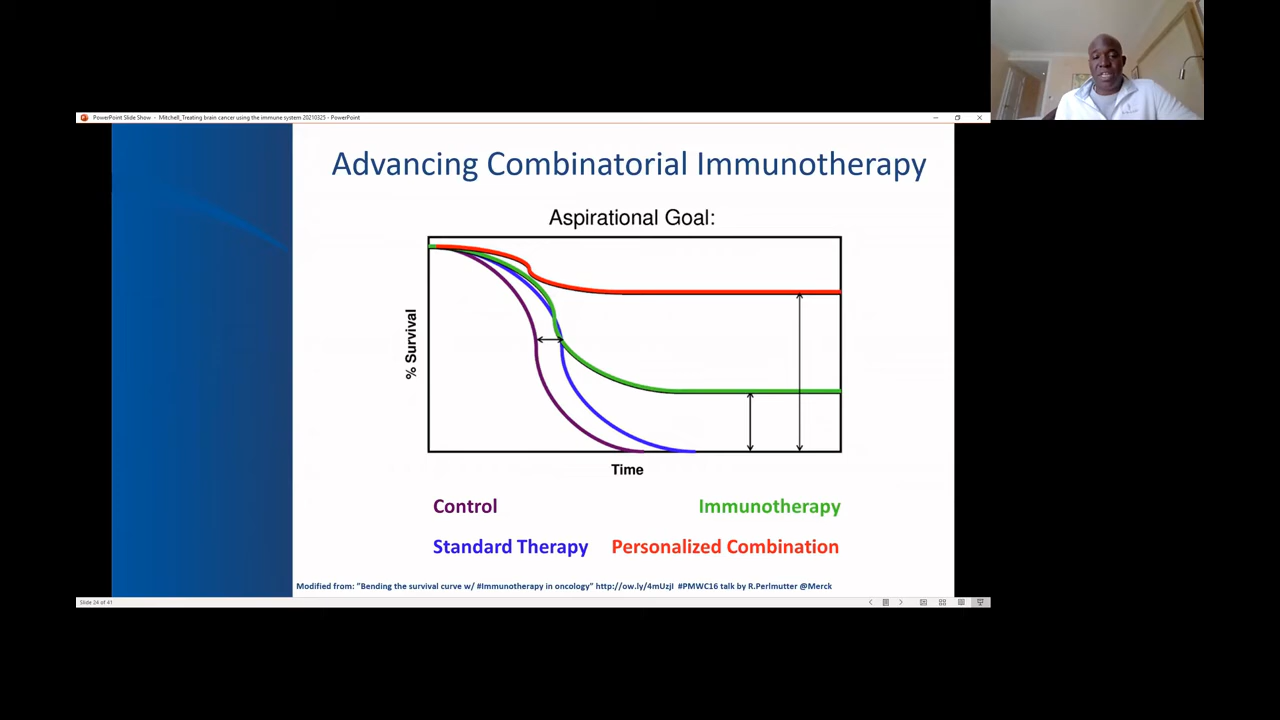 PowerPoint Slide Show - Mitchell_Treating brain cancer using the immune system 20210325 - PowerPoint
Advancing Combinatorial Immunotherapy
Aspirational Goal:
% Survival
Time
Control
Immunotherapy
Standard Therapy
Personalized Combination
Modified from: "Bending the survival curve w/ #Immunotherapy in oncology" http://ow.ly/4mUzjI #PMWC16 talk by R.Perlmutter @Merck
Slide 24 of 41